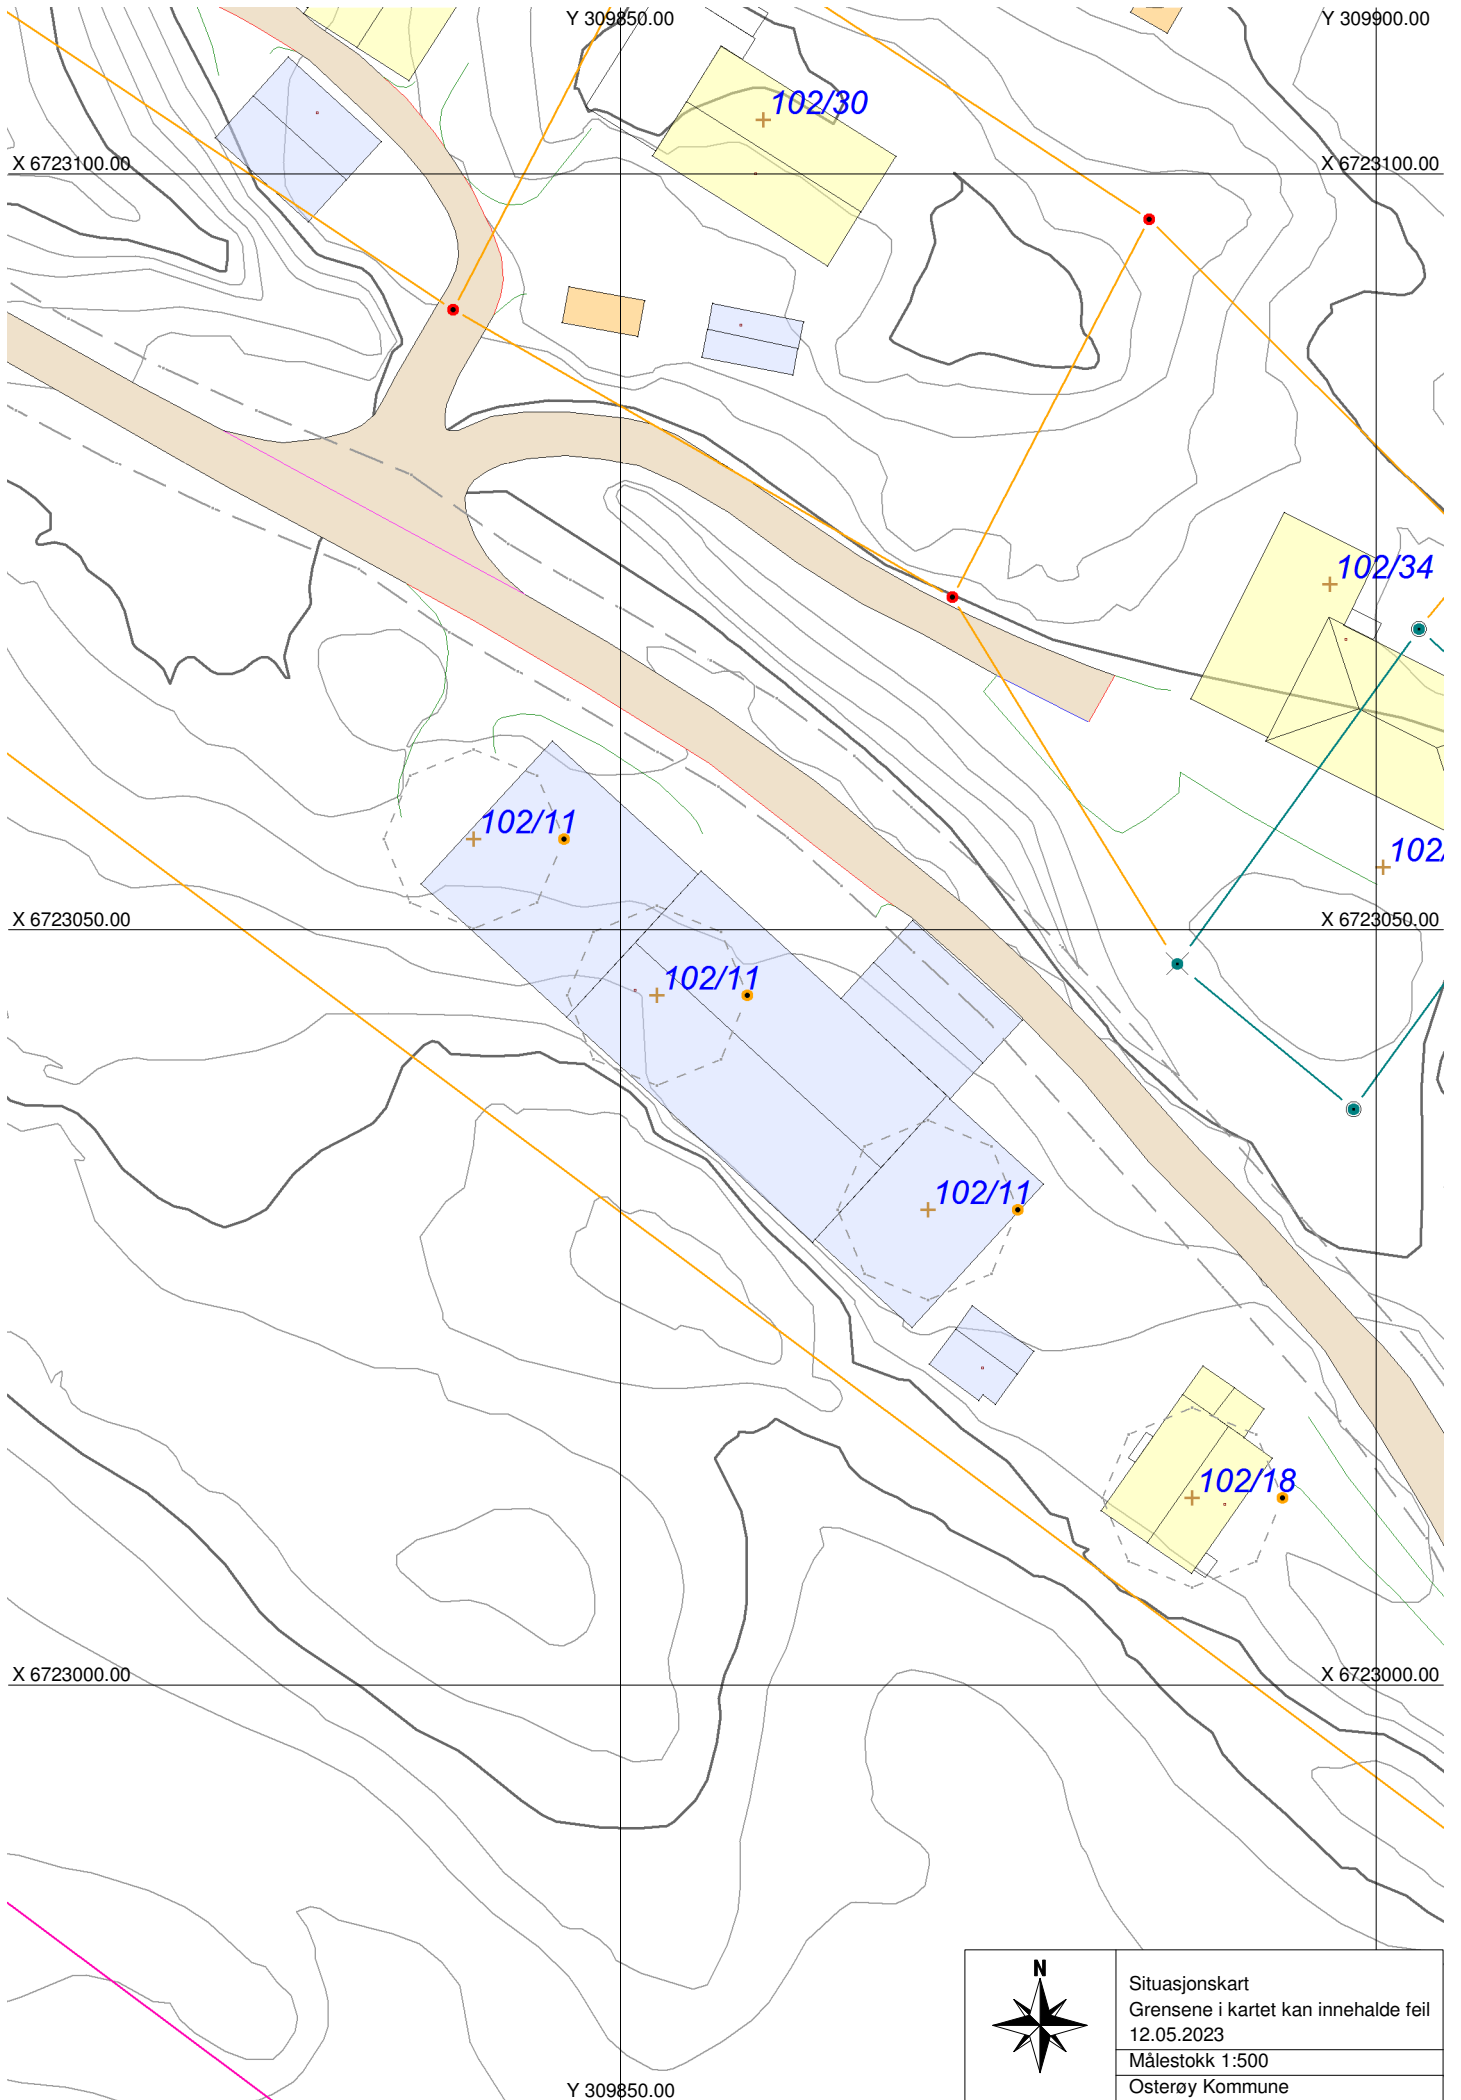 Y 309850.00
Y 309900.00
102/30
X 6723100.00
X 6723100.00
102/34
102/11
102/
X 6723050.00
X 6723050.00
102/11
102/11
102/18
X 6723000.00
X 6723000.00
N
Situasjonskart
Grensene i kartet kan innehalde feil
12.05.2023
Målestokk 1:500
Osterøy Kommune
Y 309850.00